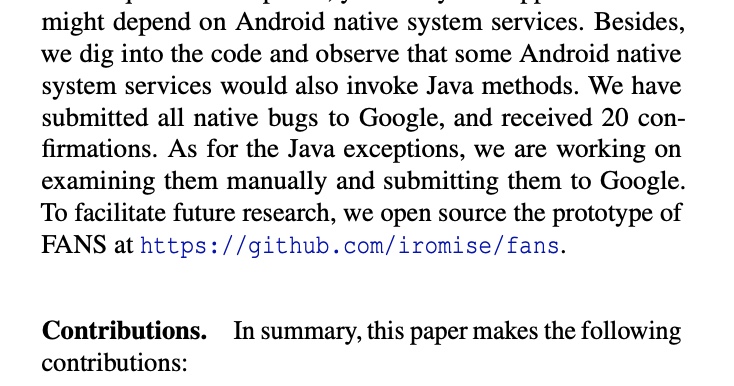 might depend on Android native system services. Besides,
we dig into the code and observe that some Android native
system services would also invoke Java methods. We have
submitted all native bugs to Google, and received 20 con-
firmations. As for the Java exceptions, we are working on
examining them manually and submitting them to Google.
To facilitate future research, we open source the prototype of
FANS at https://github.com/iromise/fans.
Contributions. In summary, this paper makes the following
contributions: